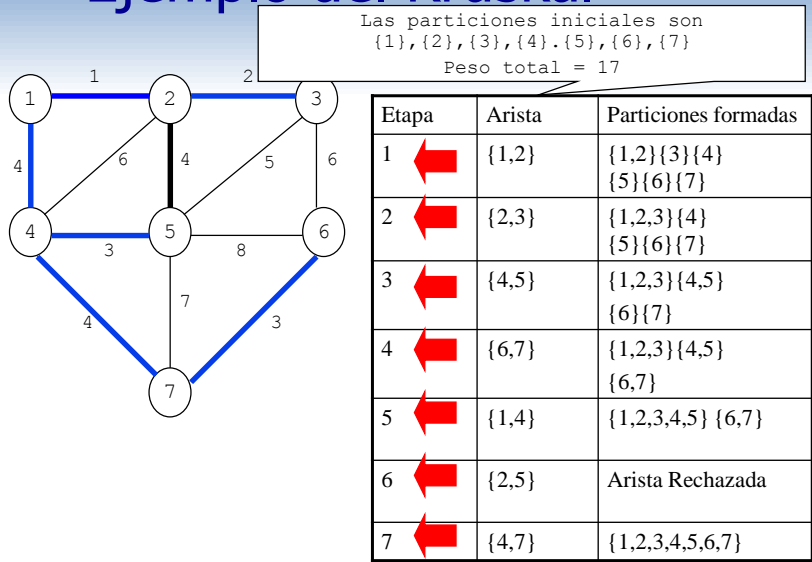 Ejemplo del Kruskal
Las particiones iniciales son
{1},{2},{3},{4}.{5},{6},{7}
Peso total = 17
1
2
1
2
3
4
6
4
5
6
4
5
6
3
8
7
4
3
7
Etapa Arista Particiones formadas
1 {1,2} {1,2}{3}{4}
{5}{6}{7}
2 {2,3} {1,2,3}{4}
{5}{6}{7}
3 {4,5} {1,2,3}{4,5}
{6}{7}
4 {6,7} {1,2,3}{4,5}
{6,7}
5 {1,4} {1,2,3,4,5} {6,7}
6 {2,5} Arista Rechazada
7 {4,7} {1,2,3,4,5,6,7}